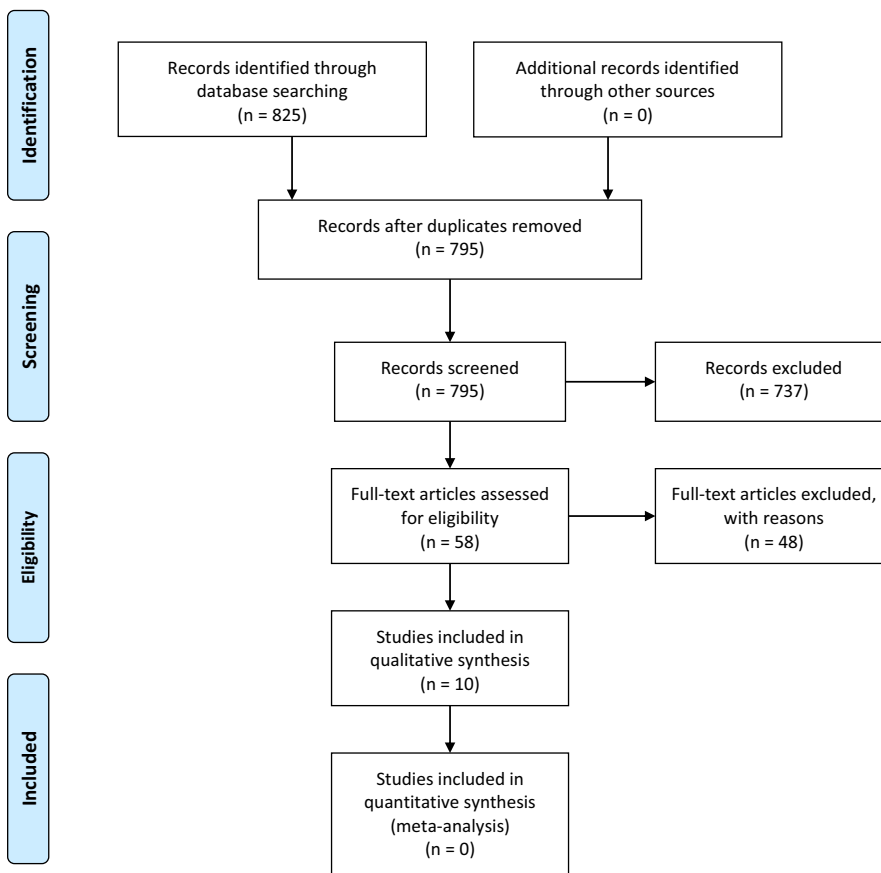 Identification
Records identified through
database searching
(n = 825)
Additional records identified
through other sources
(n = 0)
Records after duplicates removed
(n = 795)
Screening
Records screened
(n = 795)
Records excluded
(n = 737)
Eligibility
Full-text articles assessed
for eligibility
(n = 58)
Full-text articles excluded,
with reasons
(n = 48)
Studies included in
qualitative synthesis
(n = 10)
Included
Studies included in
quantitative synthesis
(meta-analysis)
(n = 0)